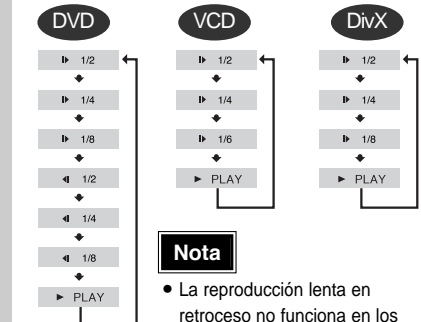 DVD
1/2
1/4
1/8
1/2
1/4
1/8
PLAY
VCD
1/2
1/4
1/6
PLAY
DivX
1/2
1/4
1/8
PLAY
Nota
• La reproducción lenta en
retroceso no funciona en los